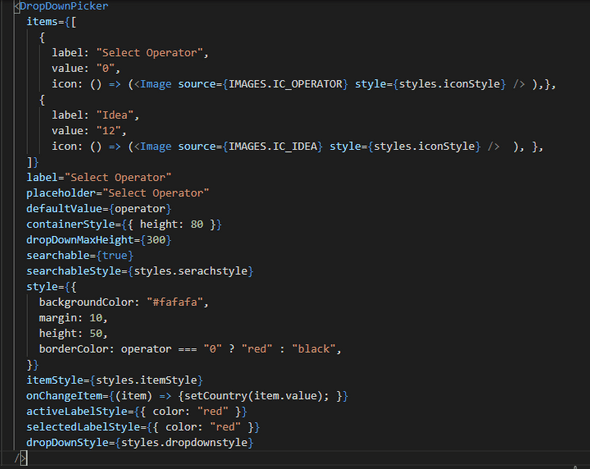 <DropDownPicker
items={[
{
label: "Select Operator",
value: "0",
icon: () => (<Image source={IMAGES.IC_OPERATOR} style={styles.iconStyle} /> ),},
{
label: "Idea",
value: "12",
icon: () => (<Image source={IMAGES.IC_IDEA} style={styles.iconStyle} />  ), },
]}
label="Select Operator"
placeholder="Select Operator"
defaultValue={operator}
containerStyle={{ height: 80 }}
dropDownMaxHeight={300}
searchable={true}
searchableStyle={styles.serachstyle}
style={{
backgroundColor: "#fafafa",
margin: 10,
height: 50,
borderColor: operator === "0" ? "red" : "black",
}}
itemStyle={styles.itemStyle}
onChangeItem={(item) => {setCountry(item.value); }}
activeLabelStyle={{ color: "red" }}
selectedLabelStyle={{ color: "red" }}
dropDownStyle={styles.dropdownstyle}
/>